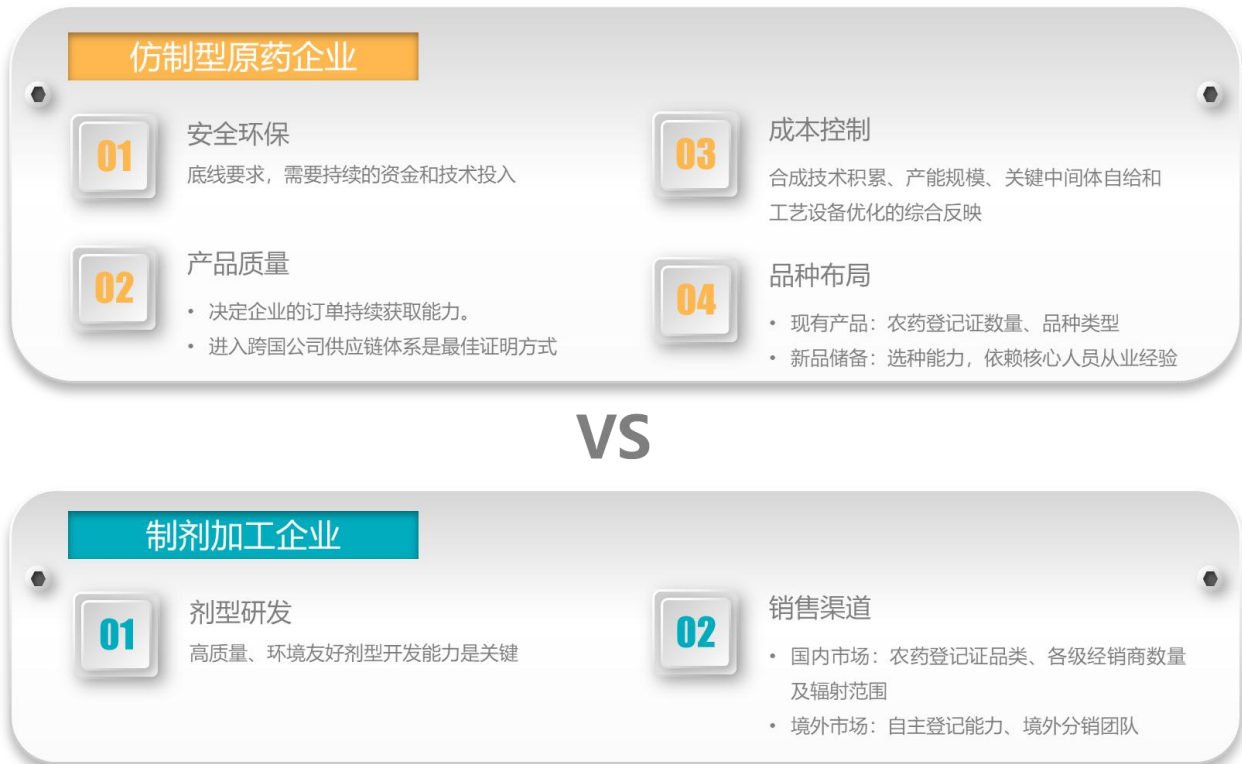 仿制型原药企业
01
安全环保
底线要求，需要持续的资金和技术投入
02
产品质量
• 决定企业的订单持续获取能力。
• 进入跨国公司供应链体系是最佳证明方式
03
成本控制
合成技术积累、产能规模、关键中间体自给和
工艺设备优化的综合反映
04
品种布局
• 现有产品：农药登记证数量、品种类型
• 新品储备：选种能力，依赖核心人员从业经验
VS
制剂加工企业
01
剂型研发
高质量、环境友好剂型开发能力是关键
02
销售渠道
• 国内市场：农药登记证品类、各级经销商数量
及辐射范围
• 境外市场：自主登记能力、境外分销团队